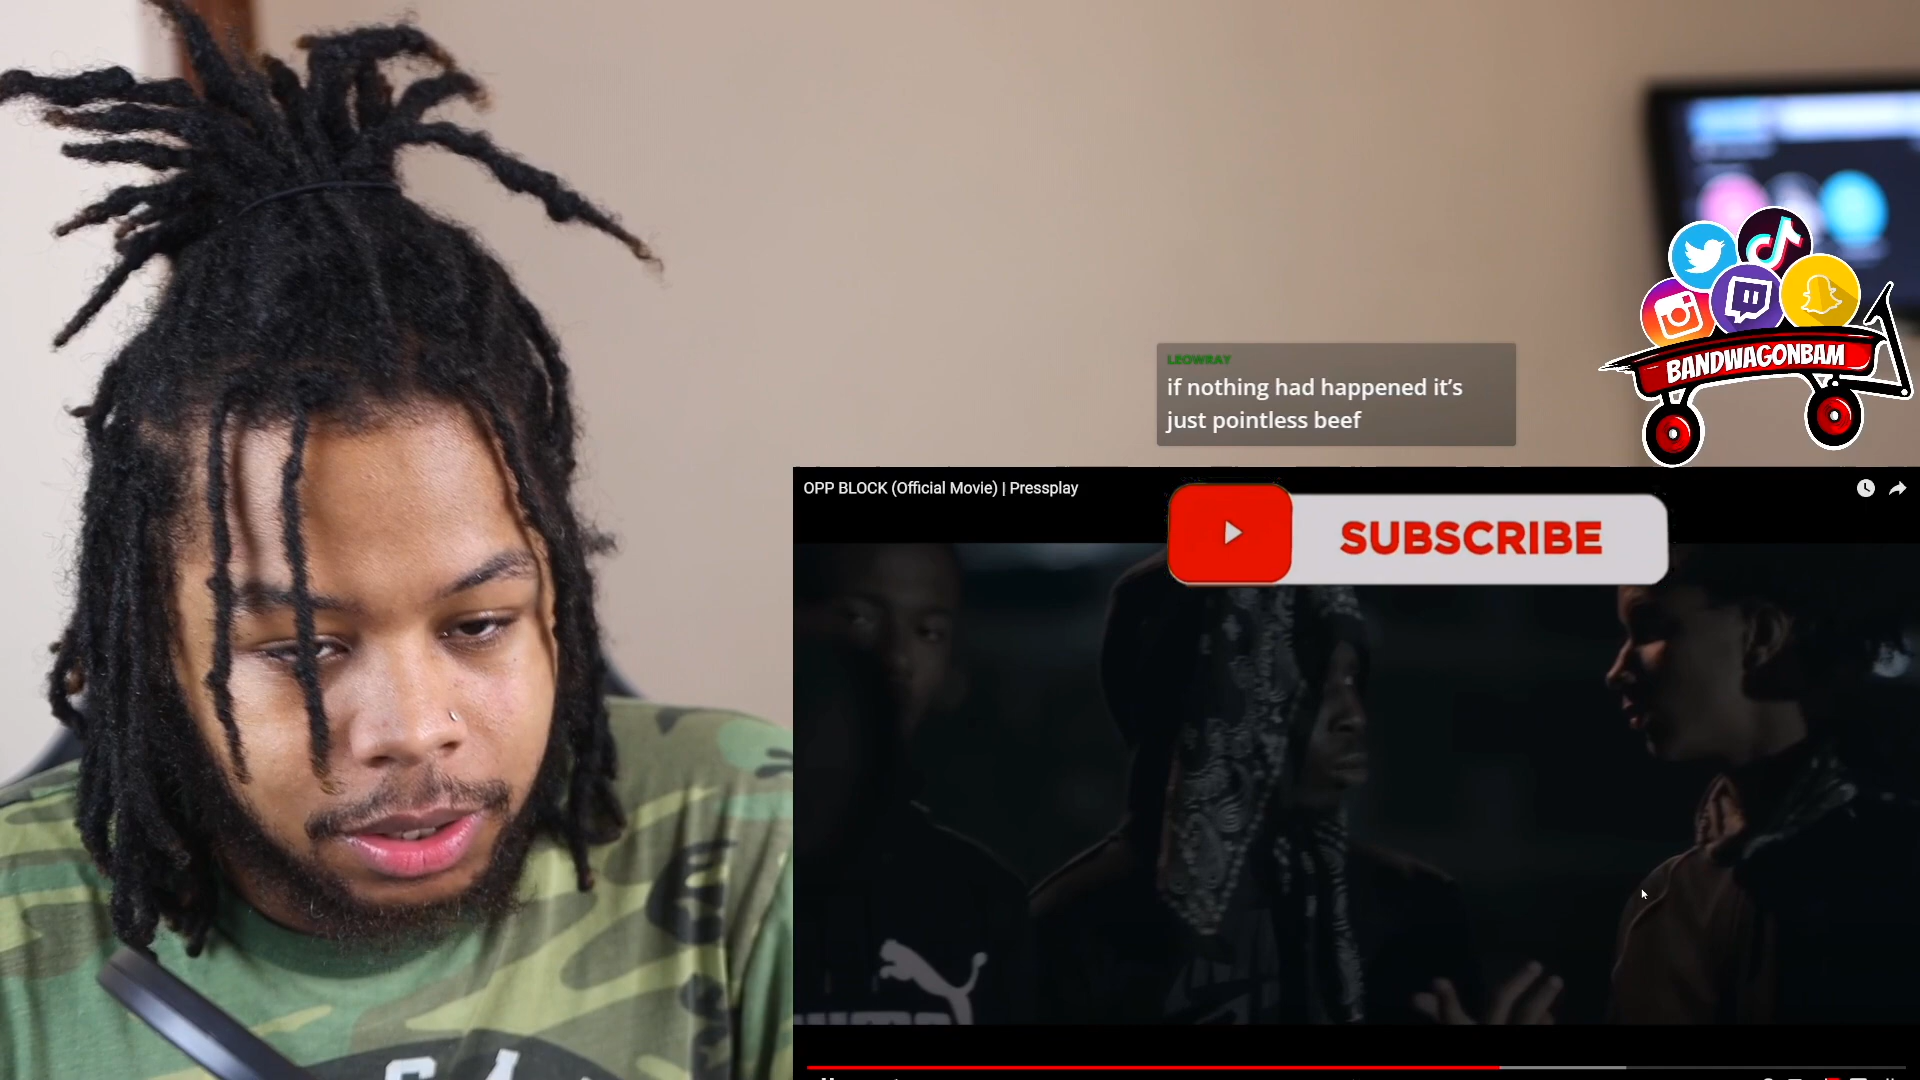 LEOWRAY
if nothing had happened it's
just pointless beef
BANDWAGONBAM
OPP BLOCK (Official Movie) | Pressplay
SUBSCRIBE